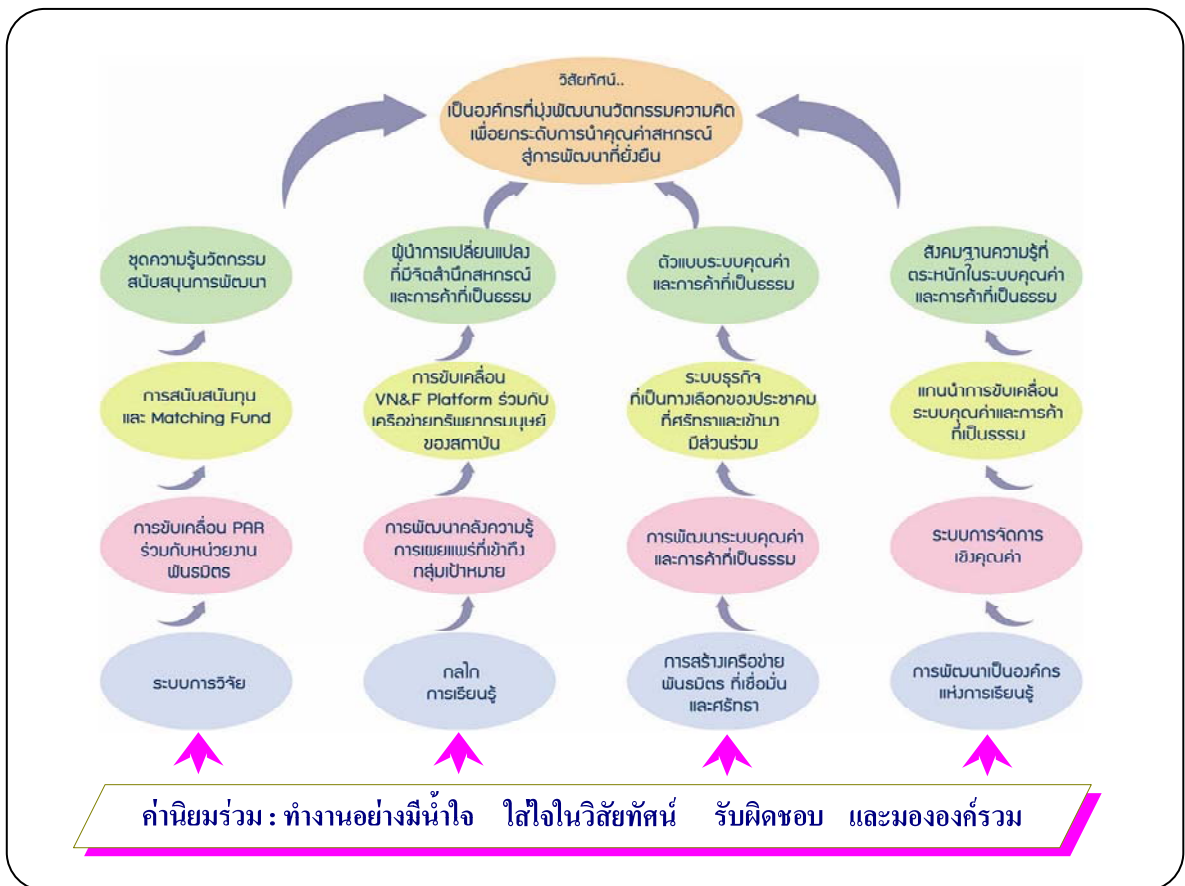 วิสัยทัศน์..
เป็นองค์กรที่มุ่งพัฒนานวัตกรรมความคิด
เพื่อยกระดับการนำคุณค่าสหกรณ์
สู่การพัฒนาที่ยั่งยืน
ชุดความรู้นวัตกรรม
สนับสนุนการพัฒนา
ผู้นำการเปลี่ยนแปลง
ที่มีจิตสำนึกสหกรณ์
และการค้าที่เป็นธรรม
ตัวแบบระบบคุณค่า
และการค้าที่เป็นธรรม
สังคมฐานความรู้ที่
ตระหนักในระบบคุณค่า
และการค้าที่เป็นธรรม
การสนับสนันทุน
และ Matching Fund
การขับเคลื่อน
VN&F Platform ร่วมกับ
เครือข่ายทรัพยากรมนุษย์
ของสถาบัน
ระบบธุรกิจ
ที่เป็นทางเลือกของประชาคม
ที่ศรัทธาและเข้ามา
มีส่วนร่วม
แกนนำการขับเคลื่อน
ระบบคุณค่าและการค้า
ที่เป็นธรรม
การขับเคลื่อน PAR
ร่วมกับหน่วยงาน
พันธมิตร
การพัฒนาคลังความรู้
การเผยแพร่ที่เข้าถึง
กลุ่มเป้าหมาย
การพัฒนาระบบคุณค่า
และการค้าที่เป็นธรรม
ระบบการจัดการ
เชิงคุณค่า
ระบบการวิจัย
กลไก
การเรียนรู้
การสร้างเครือข่าย
พันธมิตร ที่เชื่อมั่น
และศรัทธา
การพัฒนาเป็นองค์กร
แห่งการเรียนรู้
ค่านิยมร่วม : ทำงานอย่างมีน้ำใจ ใส่ใจในวิสัยทัศน์ รับผิดชอบ และมององค์รวม